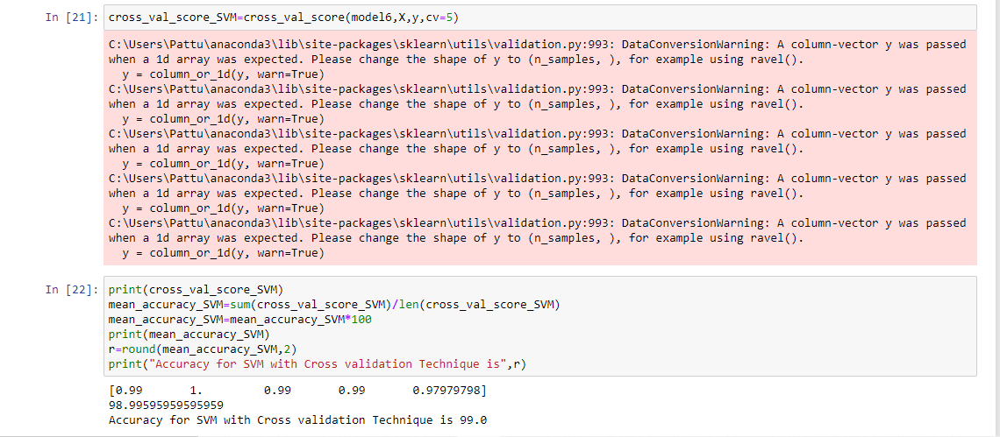 In [21]: cross_val_score_SVM=cross_val_score(model6,X,y,cv=5)
C:\Users\Pattu\anaconda3\lib\site-packages\sklearn\utils\validation.py:993: DataConversionWarning: A column-vector y was passed
when a 1d array was expected. Please change the shape of y to (n_samples, ), for example using ravel().
  y = column_or_1d(y, warn=True)
C:\Users\Pattu\anaconda3\lib\site-packages\sklearn\utils\validation.py:993: DataConversionWarning: A column-vector y was passed
when a 1d array was expected. Please change the shape of y to (n_samples, ), for example using ravel().
  y = column_or_1d(y, warn=True)
C:\Users\Pattu\anaconda3\lib\site-packages\sklearn\utils\validation.py:993: DataConversionWarning: A column-vector y was passed
when a 1d array was expected. Please change the shape of y to (n_samples, ), for example using ravel().
  y = column_or_1d(y, warn=True)
C:\Users\Pattu\anaconda3\lib\site-packages\sklearn\utils\validation.py:993: DataConversionWarning: A column-vector y was passed
when a 1d array was expected. Please change the shape of y to (n_samples, ), for example using ravel().
  y = column_or_1d(y, warn=True)
C:\Users\Pattu\anaconda3\lib\site-packages\sklearn\utils\validation.py:993: DataConversionWarning: A column-vector y was passed
when a 1d array was expected. Please change the shape of y to (n_samples, ), for example using ravel().
  y = column_or_1d(y, warn=True)
In [22]: print(cross_val_score_SVM)
mean_accuracy_SVM=sum(cross_val_score_SVM)/len(cross_val_score_SVM)
mean_accuracy_SVM=mean_accuracy_SVM*100
print(mean_accuracy_SVM)
r=round(mean_accuracy_SVM,2)
print("Accuracy for SVM with Cross validation Technique is",r)
[0.99       1.         0.99       0.99       0.97979798]
98.99595959595959
Accuracy for SVM with Cross validation Technique is 99.0